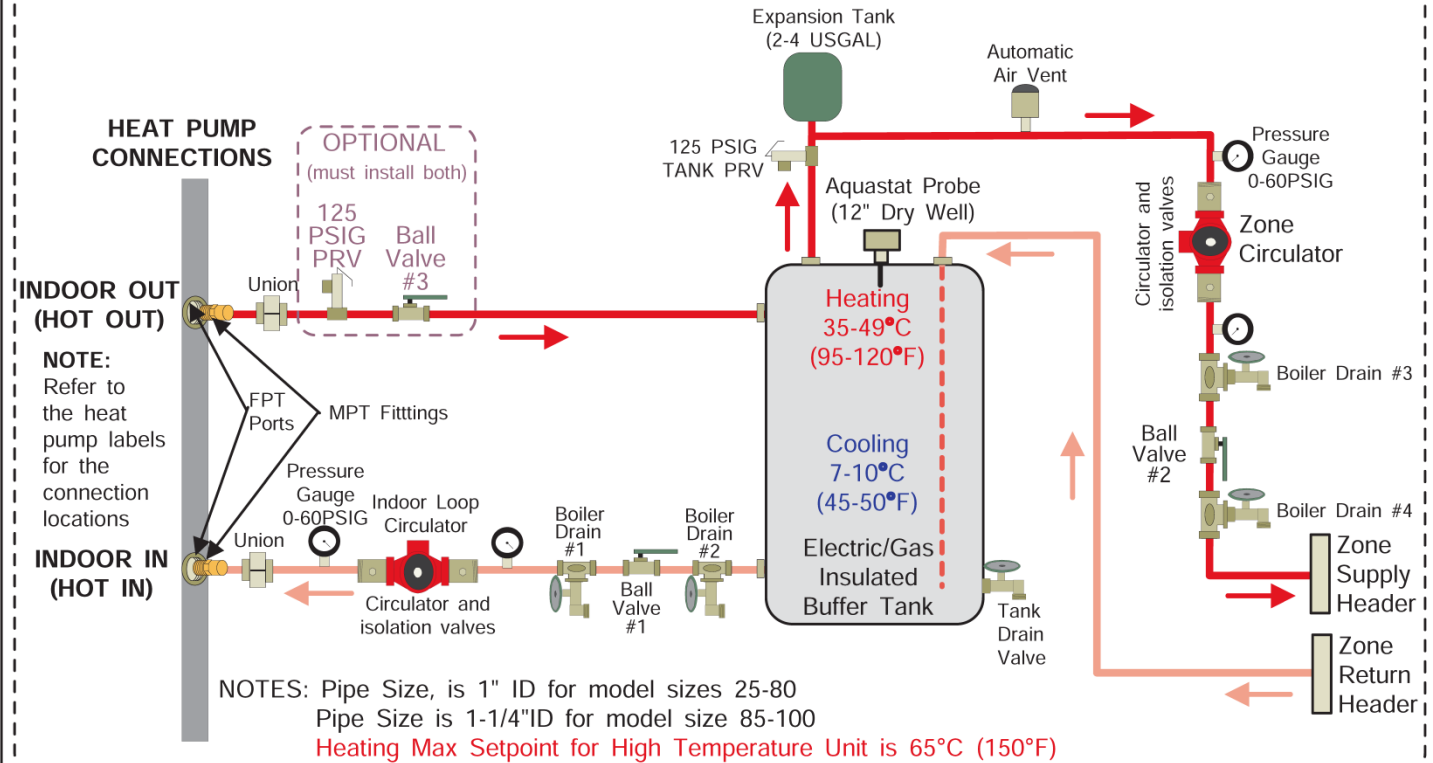 Expansion Tank
(2-4 USGAL)
Automatic
Air Vent
HEAT PUMP
CONNECTIONS
OPTIONAL
(must install both)
125
PSIG
PRV
Ball
Valve
#3
125 PSIG
TANK PRV
Aquastat Probe
(12" Dry Well)
Pressure
Gauge
0-60PSIG
Circulator and
isolation valves
Zone
Circulator
INDOOR OUT
(HOT OUT)
Union
Heating
35-49°C
(95-120°F)
NOTE:
Refer to
the heat
pump labels
for the
connection
locations
FPT
Ports
MPT Fitttings
Boiler Drain #3
Ball
Valve
#2
Boiler Drain #4
Cooling
7-10°C
(45-50°F)
Pressure
Gauge
0-60PSIG
Indoor Loop
Circulator
Boiler
Drain
#1
Boiler
Drain
#2
Union
INDOOR IN
(HOT IN)
Circulator and
isolation valves
Ball
Valve
#1
Electric/Gas
Insulated
Buffer Tank
Tank
Drain
Valve
Zone
Supply
Header
Zone
Return
Header
NOTES: Pipe Size, is 1" ID for model sizes 25-80
Pipe Size is 1-1/4"ID for model size 85-100
Heating Max Setpoint for High Temperature Unit is 65°C (150°F)